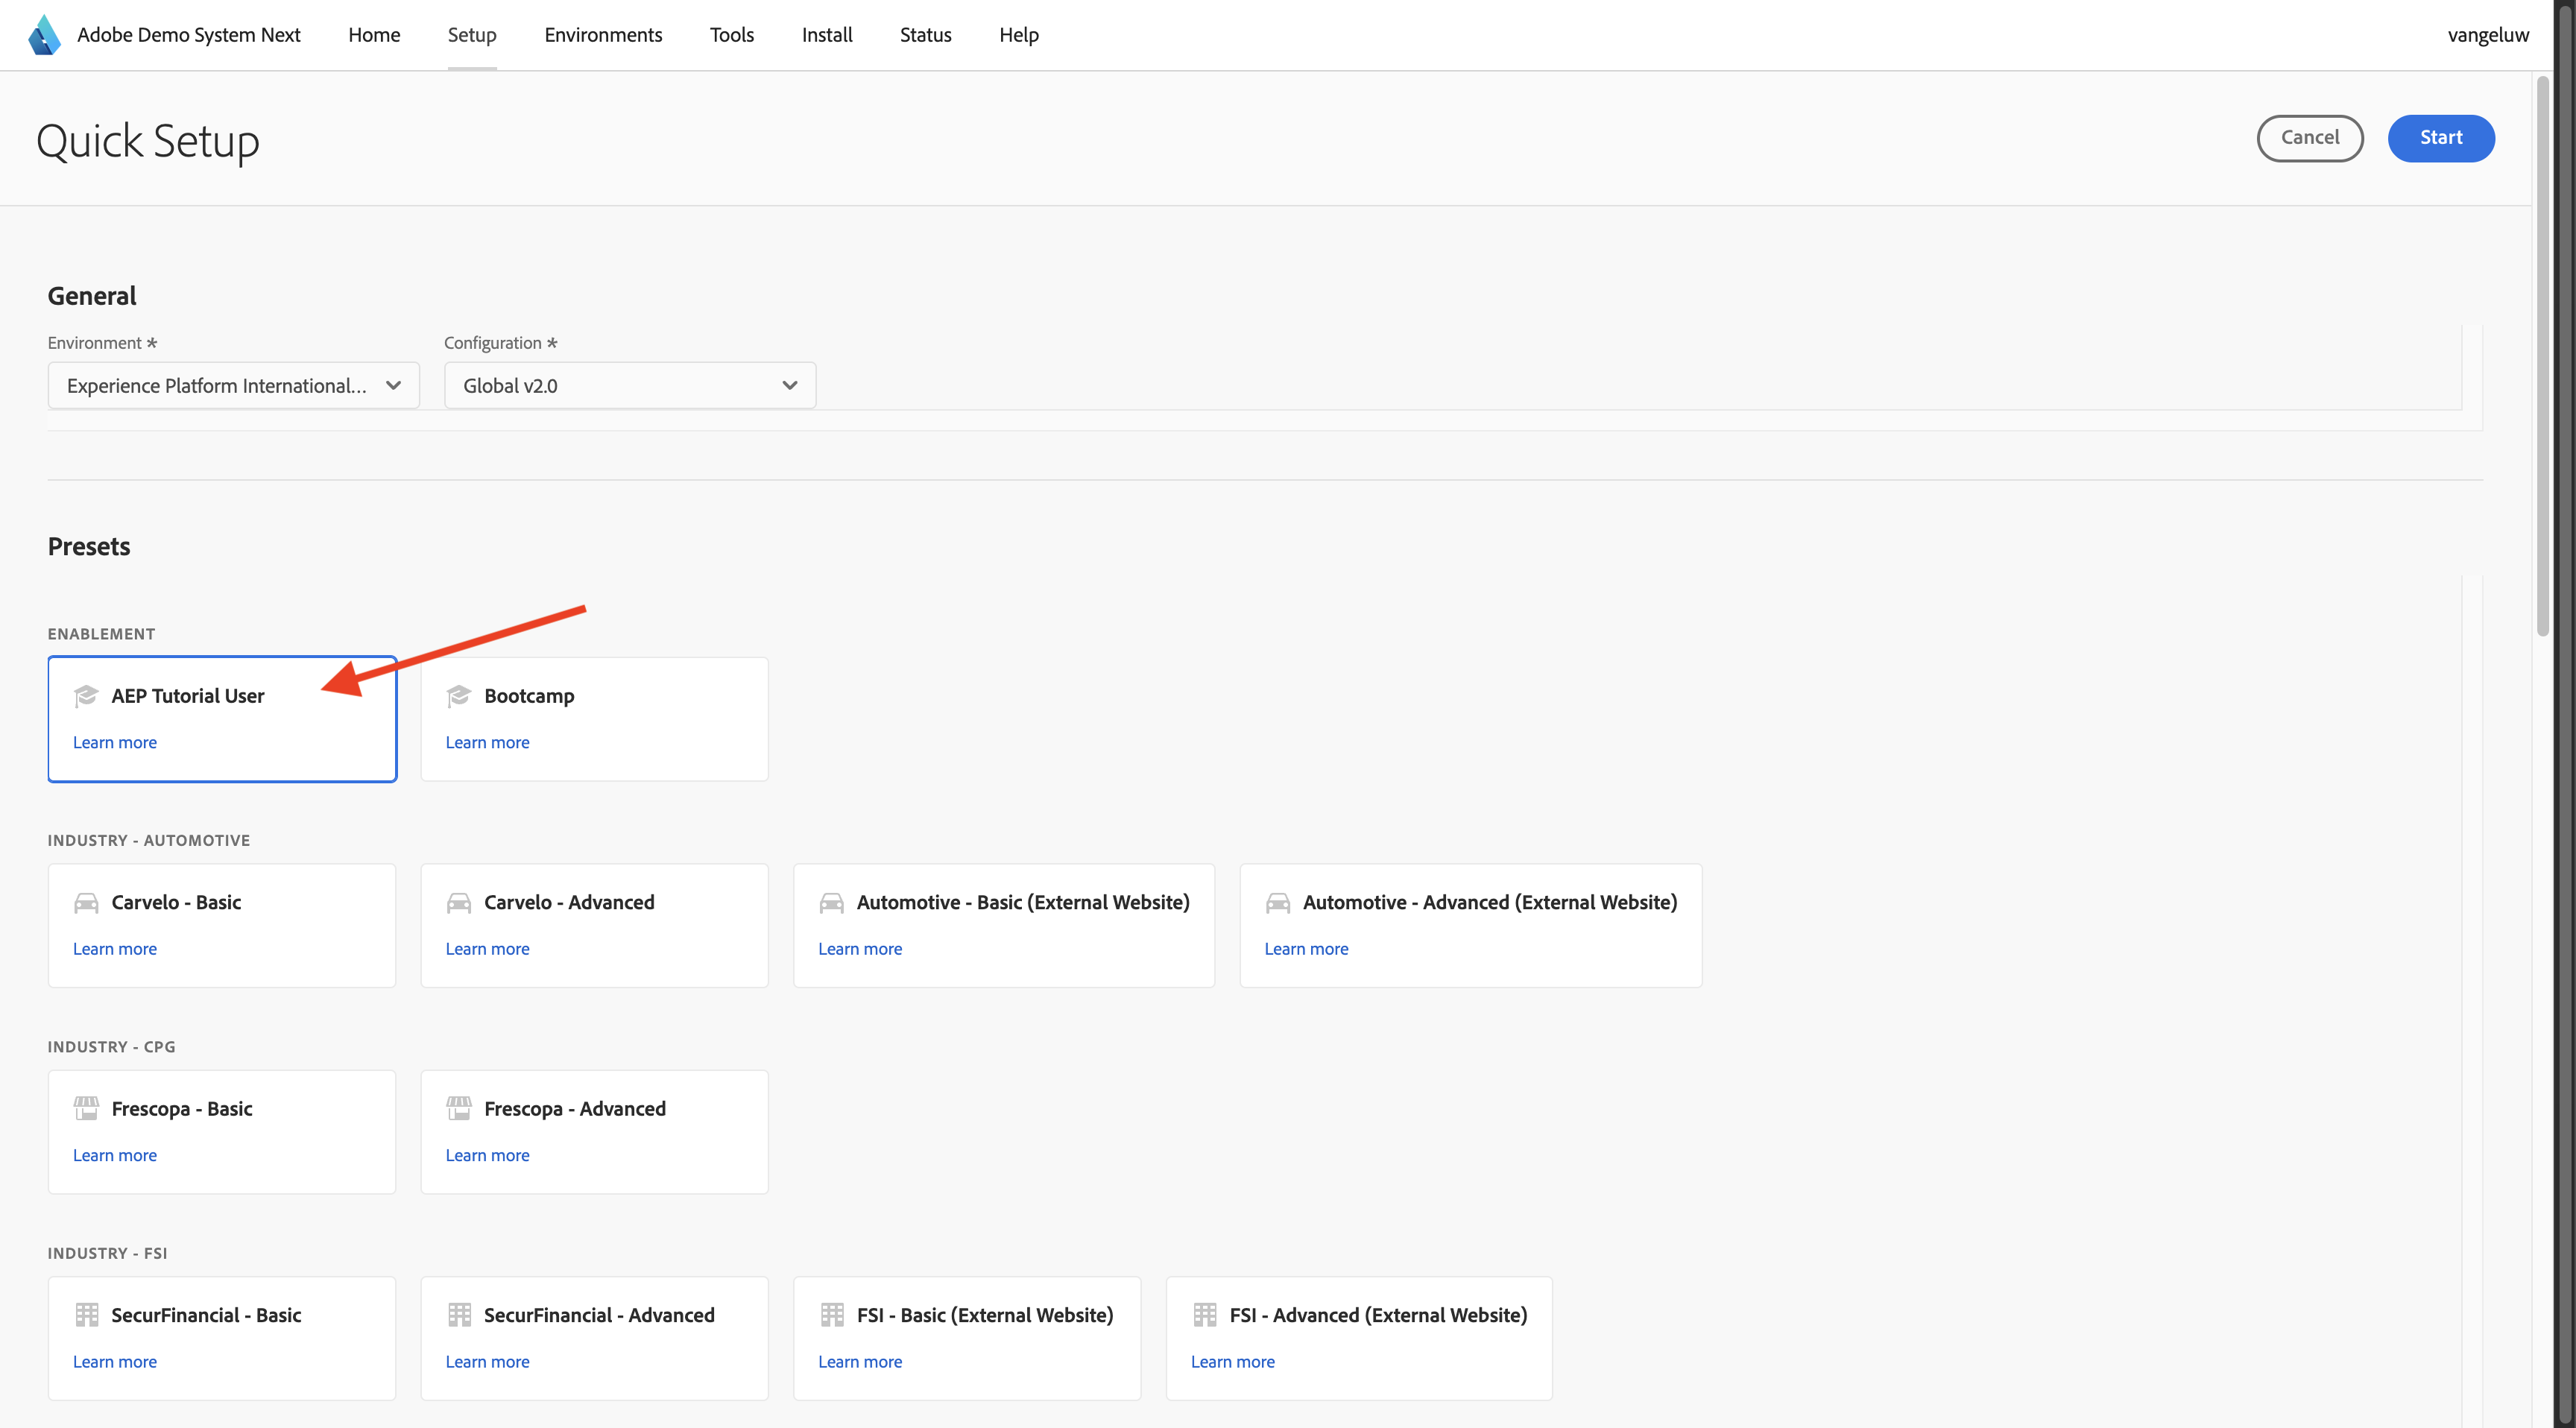 Adobe Demo System Next Home Setup Environments Tools Install Status Help vangeluw
Quick Setup
Cancel Start
General
Environment * Configuration *
Experience Platform International... Global v2.0
Presets
ENABLEMENT
AEP Tutorial User Bootcamp
Learn more Learn more
INDUSTRY - AUTOMOTIVE
Carvelo - Basic Carvelo - Advanced Automotive - Basic (External Website) Automotive - Advanced (External Website)
Learn more Learn more Learn more Learn more
INDUSTRY - CPG
Frescopa - Basic Frescopa - Advanced
Learn more Learn more
INDUSTRY - FSI
SecurFinancial - Basic SecurFinancial - Advanced FSI - Basic (External Website) FSI - Advanced (External Website)
Learn more Learn more Learn more Learn more